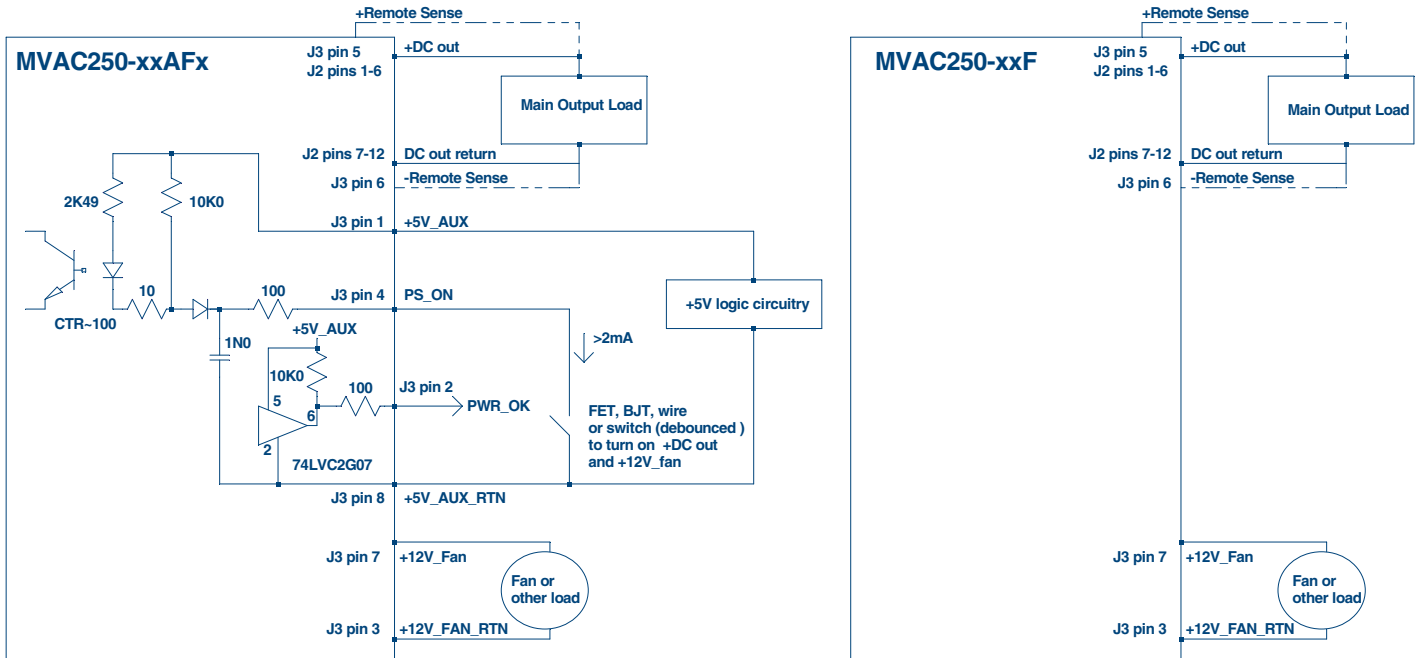 +Remote Sense
J3 pin 5
+DC out
MVAC250-xxAFx
J2 pins 1-6
Main Output Load
J2 pins 7-12
DC out return
J3 pin 6
-Remote Sense
2K49
10K0
J3 pin 1
+5V_AUX
10
100
J3 pin 4
PS_ON
+5V logic circuitry
CTR~100
1N0
+5V_AUX
>2mA
10K0
5
100
J3 pin 2
6
PWR_OK
2
74LVC2G07
FET, BJT, wire
or switch (debounced )
to turn on +DC out
and +12V_fan
J3 pin 8
+5V_AUX_RTN
J3 pin 7
+12V_Fan
Fan or
other load
J3 pin 3
+12V_FAN_RTN
+Remote Sense
J3 pin 5
+DC out
MVAC250-xxF
J2 pins 1-6
Main Output Load
J2 pins 7-12
DC out return
J3 pin 6
-Remote Sense
J3 pin 7
+12V_Fan
Fan or
other load
J3 pin 3
+12V_FAN_RTN